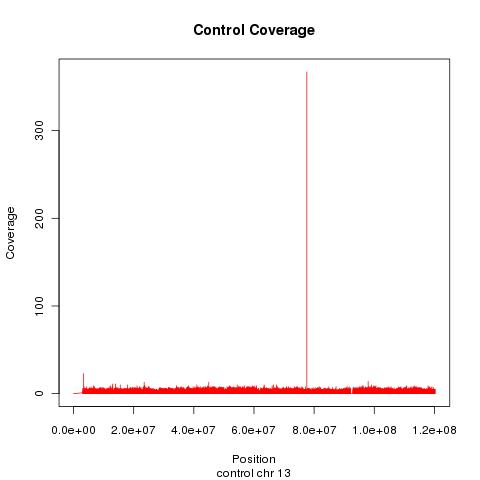 Control Coverage
Coverage
300
200
100
0
0.0e+00 2.0e+07 4.0e+07 6.0e+07 8.0e+07 1.0e+08 1.2e+08
Position
control chr 13